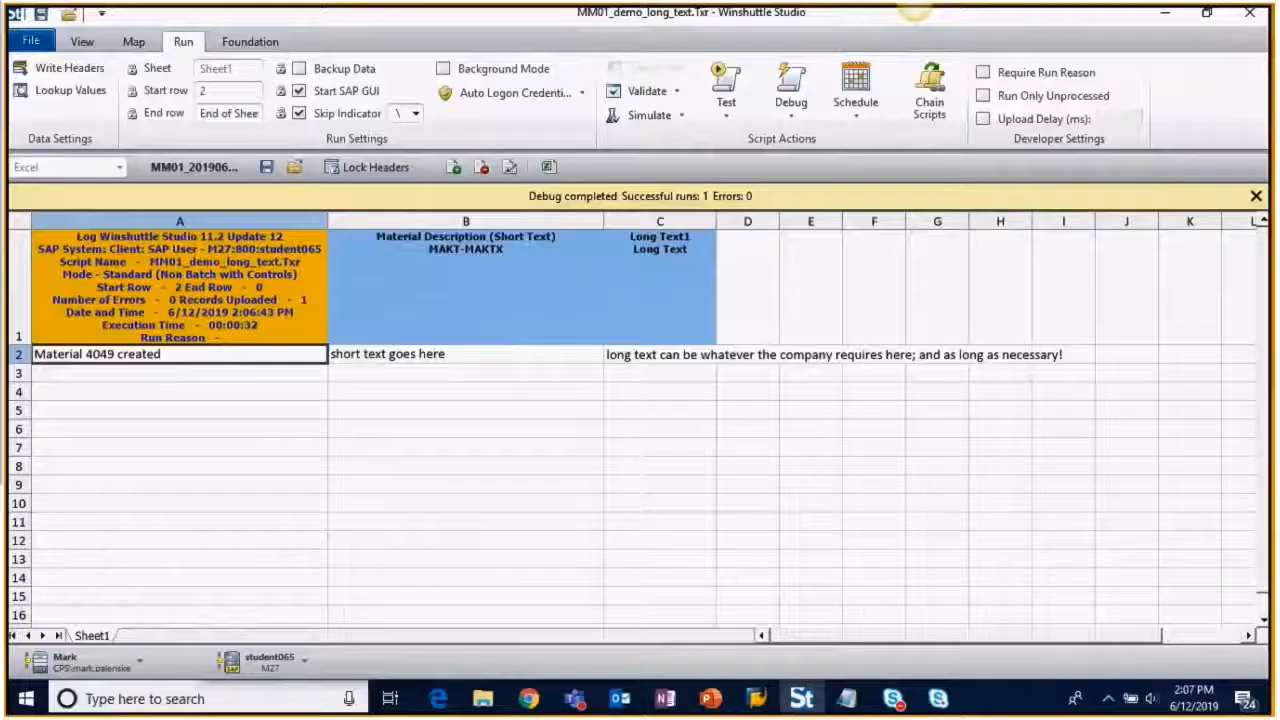 St
MM01_demo_long_text.Txr - Winshuttle Studio
File View Map Run Foundation
Write Headers
Lookup Values
Data Settings
Sheet Sheet1
Start row 2
End row End of Shee
Backup Data
Start SAP GUI
Skip Indicator \
Background Mode
Auto Logon Credenti...
Run Settings
Validate
Simulate
Test
Debug
Schedule
Chain
Scripts
Script Actions
Require Run Reason
Run Only Unprocessed
Upload Delay (ms):
Developer Settings
Excel MM01_201906... Lock Headers
Debug completed Successful runs: 1 Errors: 0
A B C D E F G H I J K L
Log Winshuttle Studio 11.2 Update 12
SAP System: Client: SAP User - M27:800:student065
Script Name - MM01_demo_long_text.Txr
Mode - Standard (Non Batch with Controls)
Start Row - 2 End Row - 0
Number of Errors - 0 Records Uploaded - 1
Date and Time - 6/12/2019 2:06:43 PM
Execution Time - 00:00:32
Run Reason -
Material Description (Short Text)
MAKT-MAKTX
Long Text1
Long Text
1
2 Material 4049 created short text goes here long text can be whatever the company requires here; and as long as necessary!
3
4
5
6
7
8
9
10
11
12
13
14
15
16
Sheet1
Mark
CPS\mark.palenske
student065
M27
SAP
Type here to search
St
2:07 PM
6/12/2019
24